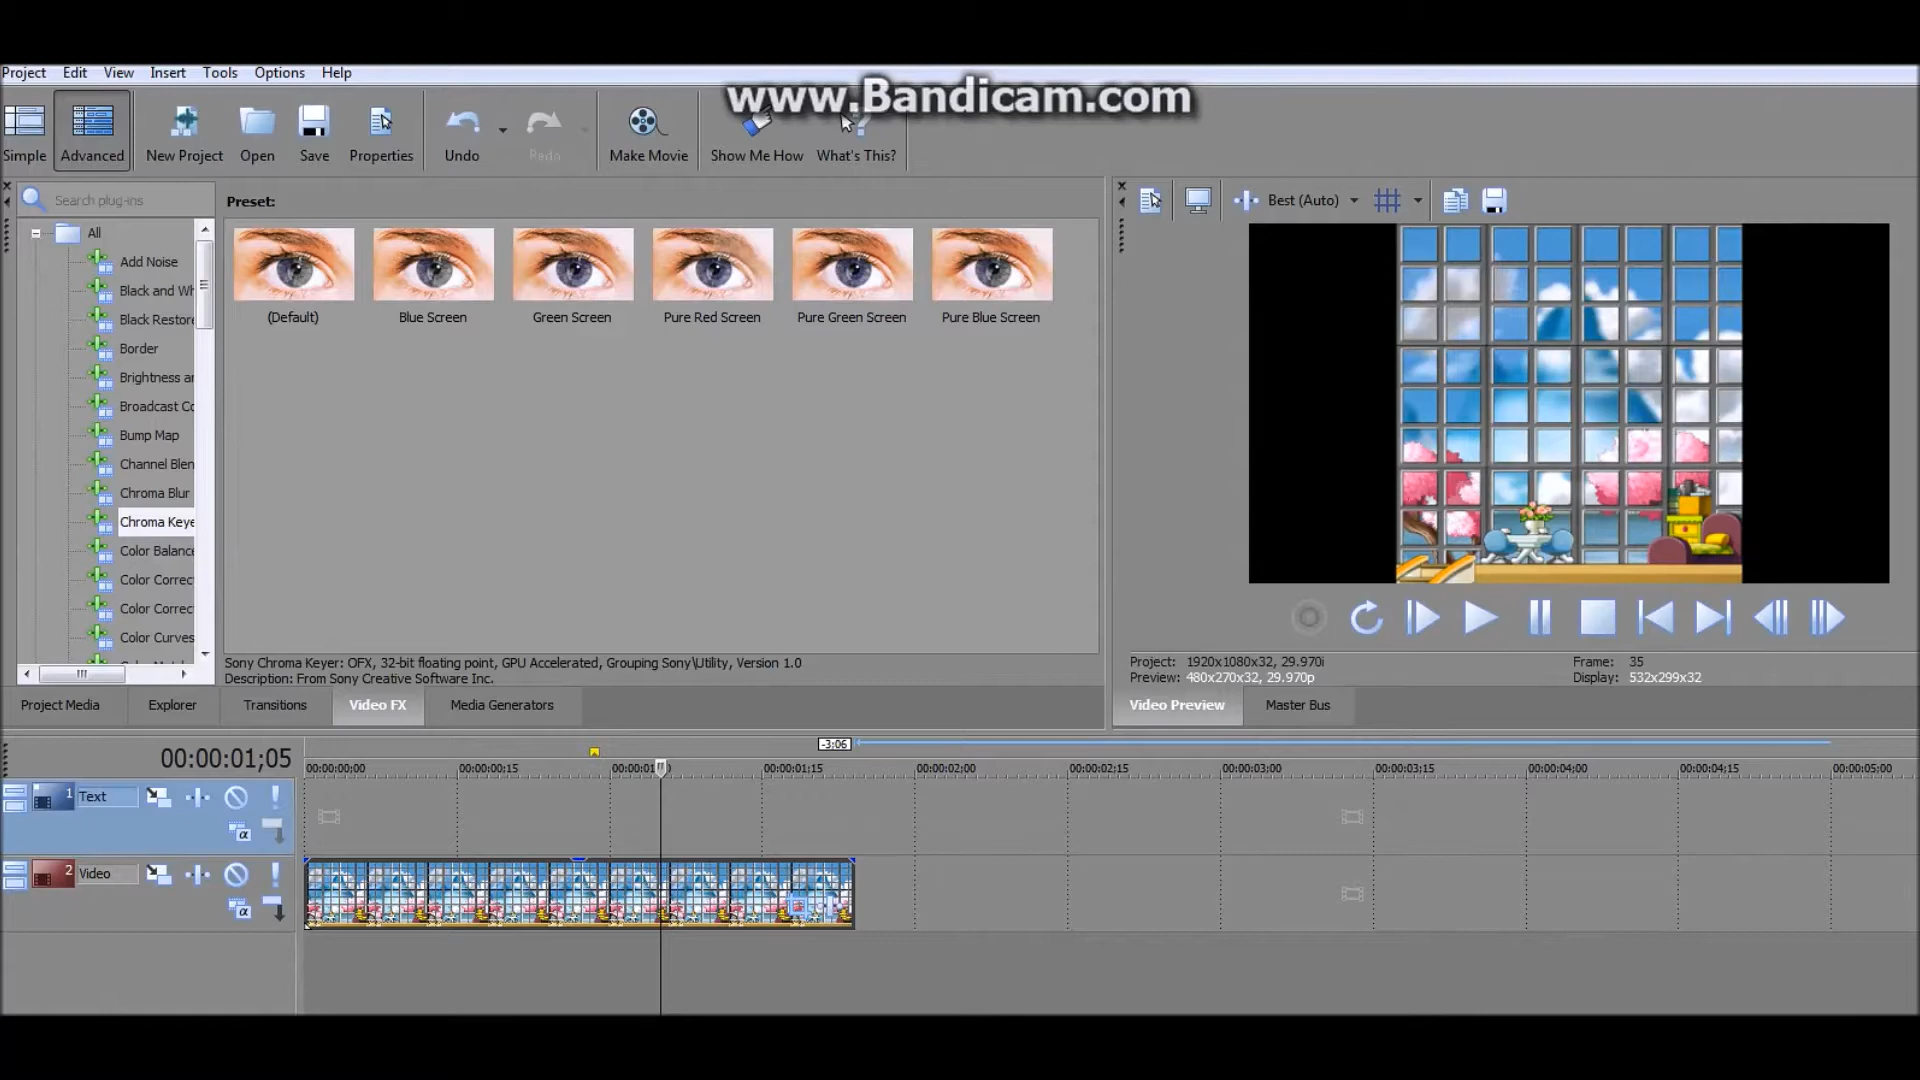 Project Edit View Insert Tools Options Help
www.Bandicam.com
Simple Advanced New Project Open Save Properties Undo Redo Make Movie Show Me How What's This?
Search plug-ins
Preset:
Best (Auto)
All
Add Noise
Black and Wh
Black Restore
Border
Brightness an
Broadcast Co
Bump Map
Channel Blen
Chroma Blur
Chroma Keye
Color Balance
Color Correc
Color Correc
Color Curves
(Default) Blue Screen Green Screen Pure Red Screen Pure Green Screen Pure Blue Screen
Sony Chroma Keyer: OFX, 32-bit floating point, GPU Accelerated, Grouping Sony\Utility, Version 1.0
Description: From Sony Creative Software Inc.
Project: 1920x1080x32, 29.970i Frame: 35
Preview: 480x270x32, 29.970p Display: 532x299x32
Project Media Explorer Transitions Video FX Media Generators
Video Preview Master Bus
-3:06
00:00:01;05
00:00:00;00 00:00:00;15 00:00:01 00:00:01;15 00:00:02;00 00:00:02;15 00:00:03;00 00:00:03;15 00:00:04;00 00:00:04;15 00:00:05;00
1 Text
2 Video